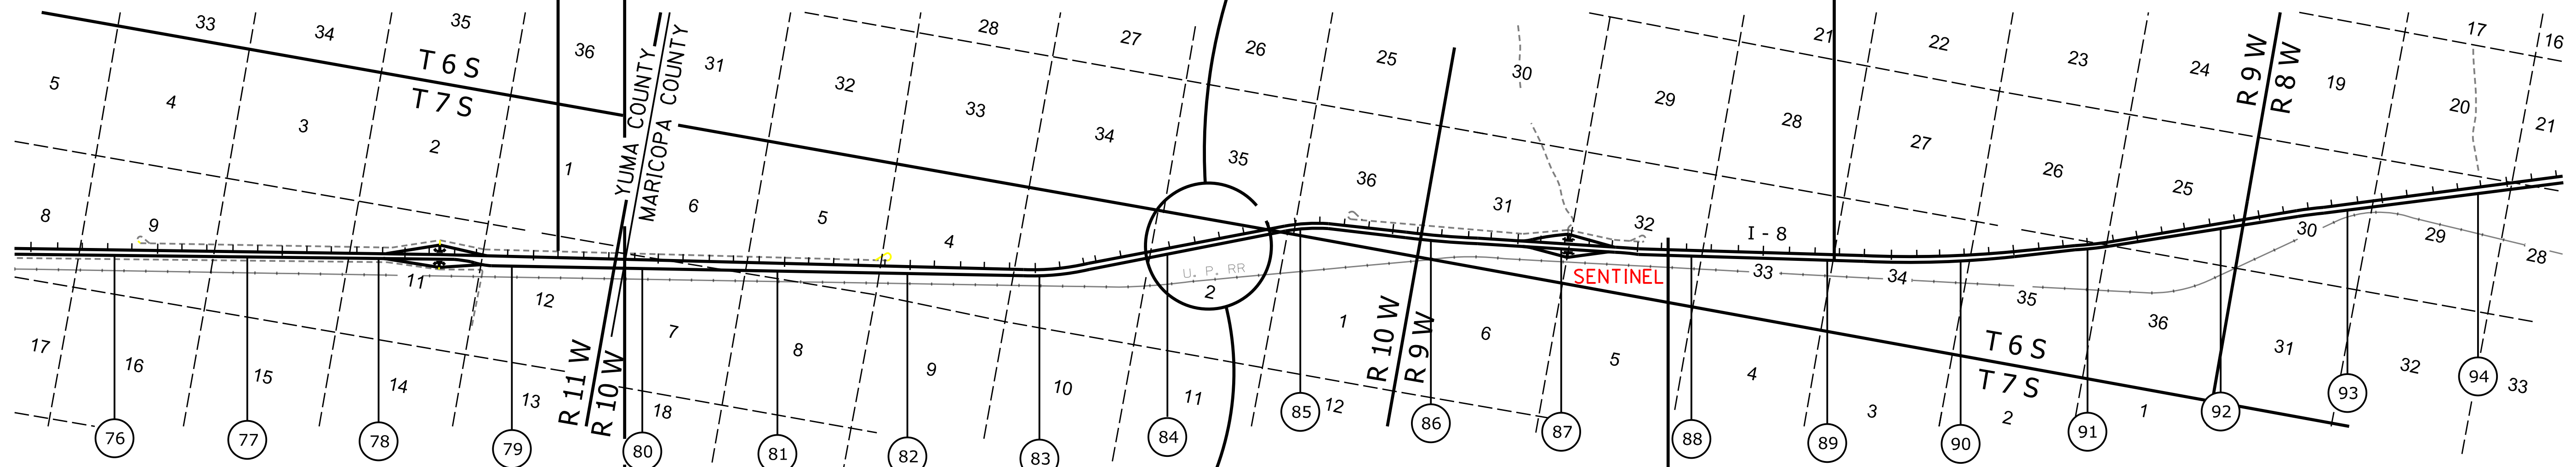 33 34 35 36 31 28 27 26 25 30 21 22 23 24 19 17 16
T 6 S
T 7 S
YUMA COUNTY
MARICOPA COUNTY
R 9 W
R 8 W
5 4 3 2 1 32 33 34 35 36 29 28 27 26 25 20 21
8 9 6 5 4 31 32
I - 8
30 29 28
11 12 2 33 34 35 36
U. P. RR
SENTINEL
17 16 15 14 13 7 8 9 10 11 1 6 5 4 31 32 33
R 11 W
R 10 W
R 10 W
R 9 W
T 6 S
T 7 S
18 12 3 2 1
76 77 78 79 80 81 82 83 84 85 86 87 88 89 90 91 92 93 94